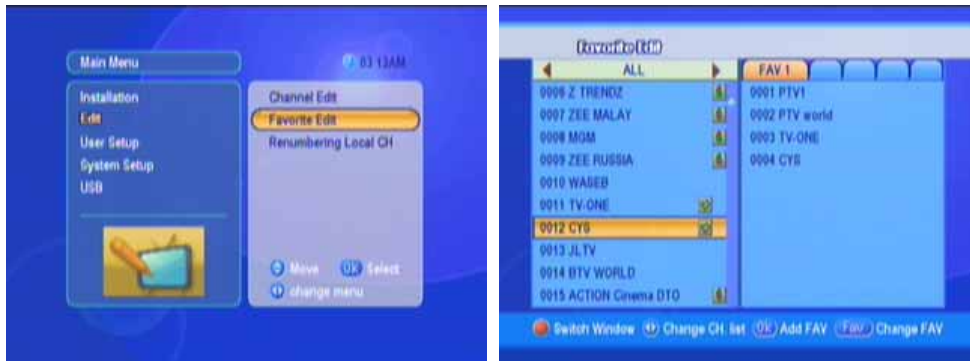 Main Menu
03 13AM
Installation
Edit
User Setup
System Setup
USB
Channel Edit
Favorite Edit
Renumbering Local CH
Move OK Select
change menu
Favorite Edit
ALL
0006 Z TRENDZ
0007 ZEE MALAY
0008 MGM
0009 ZEE RUSSIA
0010 WASEB
0011 TV-ONE
0012 CYS
0013 JLTV
0014 BTV WORLD
0015 ACTION Cinema DTO
FAV 1
0001 PTV1
0002 PTV world
0003 TV-ONE
0004 CYS
Switch Window Change CH. list Ok Add FAV Fav Change FAV